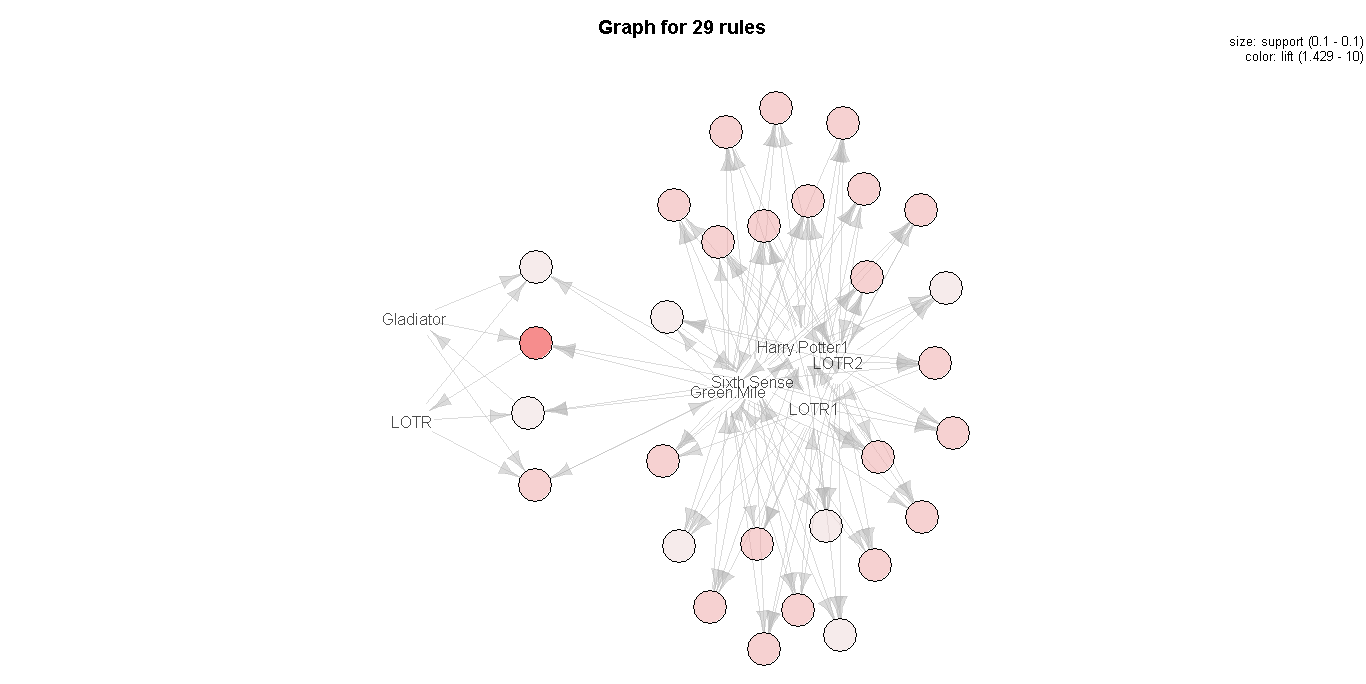 Graph for 29 rules
size: support (0.1 - 0.1)
color: lift (1.429 - 10)
Gladiator
Harry.Potter1
LOTR2
Sixth.Sense
Green.Mile
LOTR1
LOTR